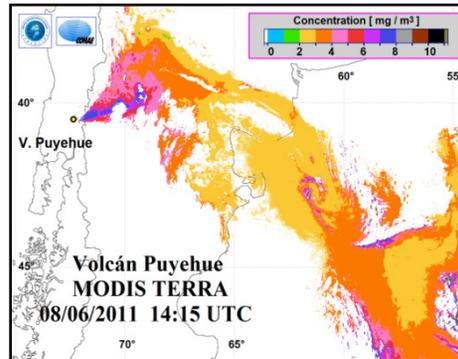 Concentration [ mg / m³ ]
0 2 4 6 8 10
CONAE
60° 55°
40°
V. Puyehue
45°
Volcán Puyehue
MODIS TERRA
08/06/2011 14:15 UTC
70° 65°